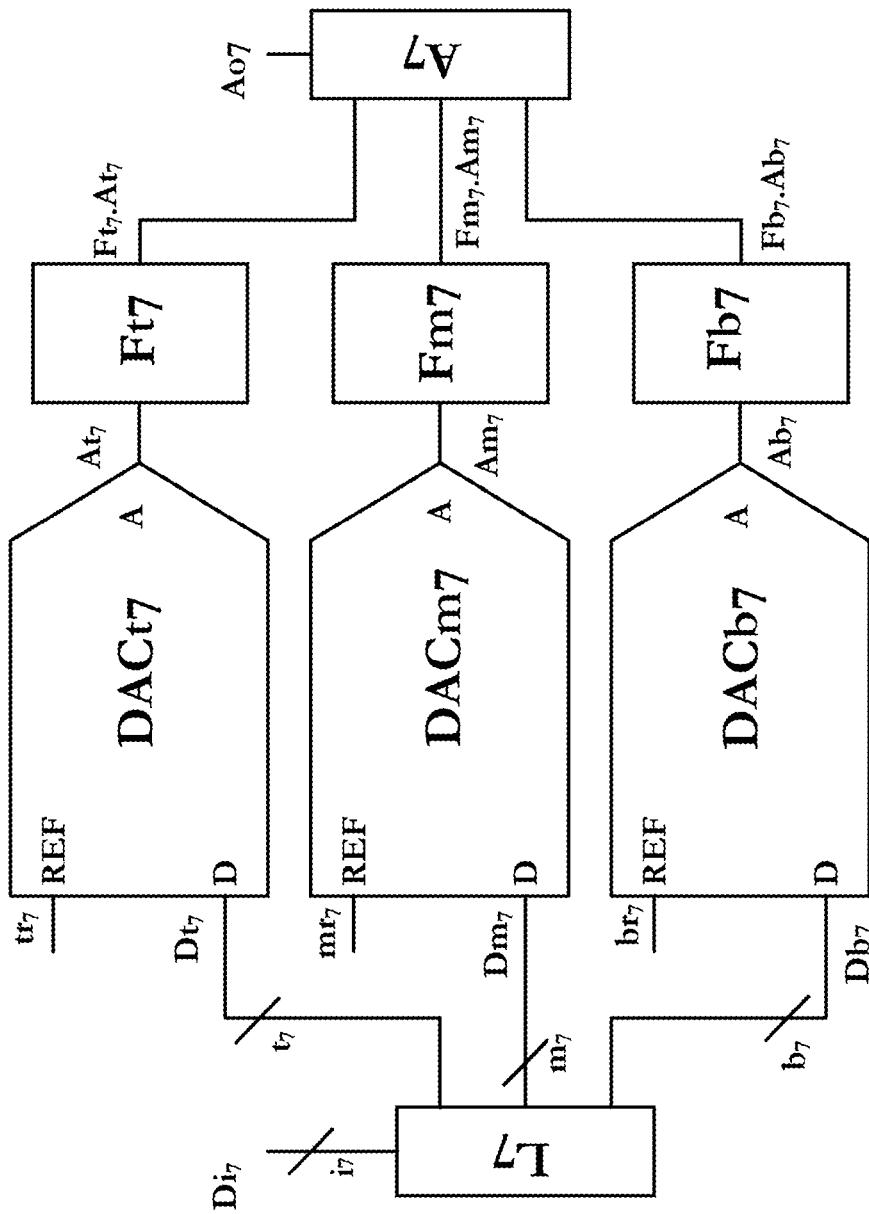 Di₇
i₇
L₇
t₇
Dt₇
tr₇
REF
D
DACt7
A
At₇
Ft7
Ft₇.At₇
m₇
Dm₇
mr₇
REF
D
DACm7
A
Am₇
Fm7
Fm₇.Am₇
b₇
Db₇
br₇
REF
D
DACb7
A
Ab₇
Fb7
Fb₇.Ab₇
A₇
Ao7